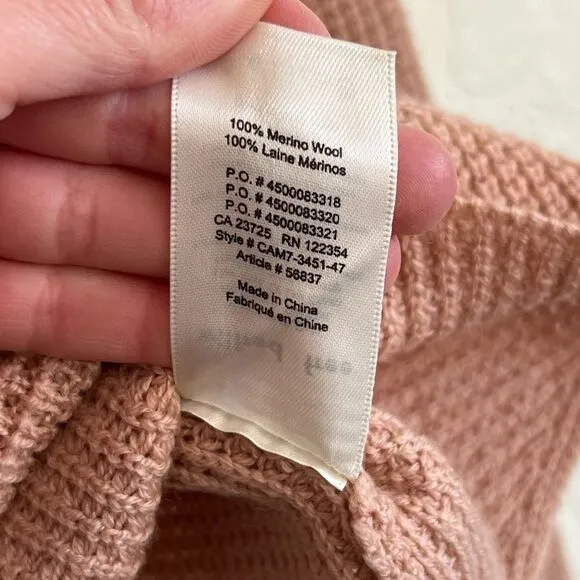 100% Merino Wool
100% Laine Mérinos
P.O. # 4500083318
P.O. # 4500083320
P.O. # 4500083321
CA 23725 RN 122354
Style # CAM7-3451-47
Article # 56837
Made in China
Fabriqué en Chine